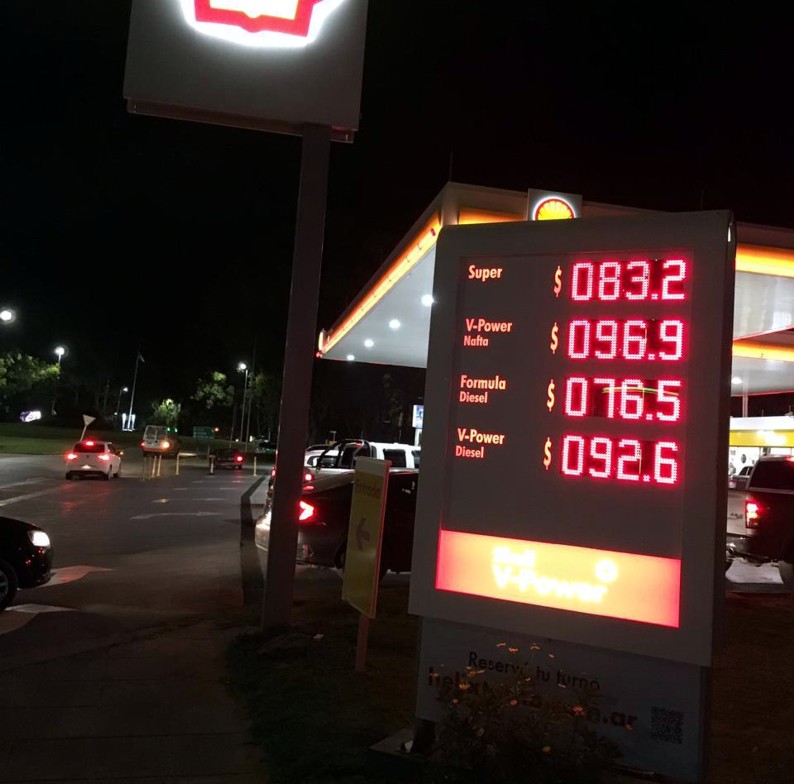 Super $ 083.2
V-Power
Nafta $ 096.9
Formula
Diesel $ 076.5
V-Power
Diesel $ 092.6
Shell
V-Power
Reservá tu turno